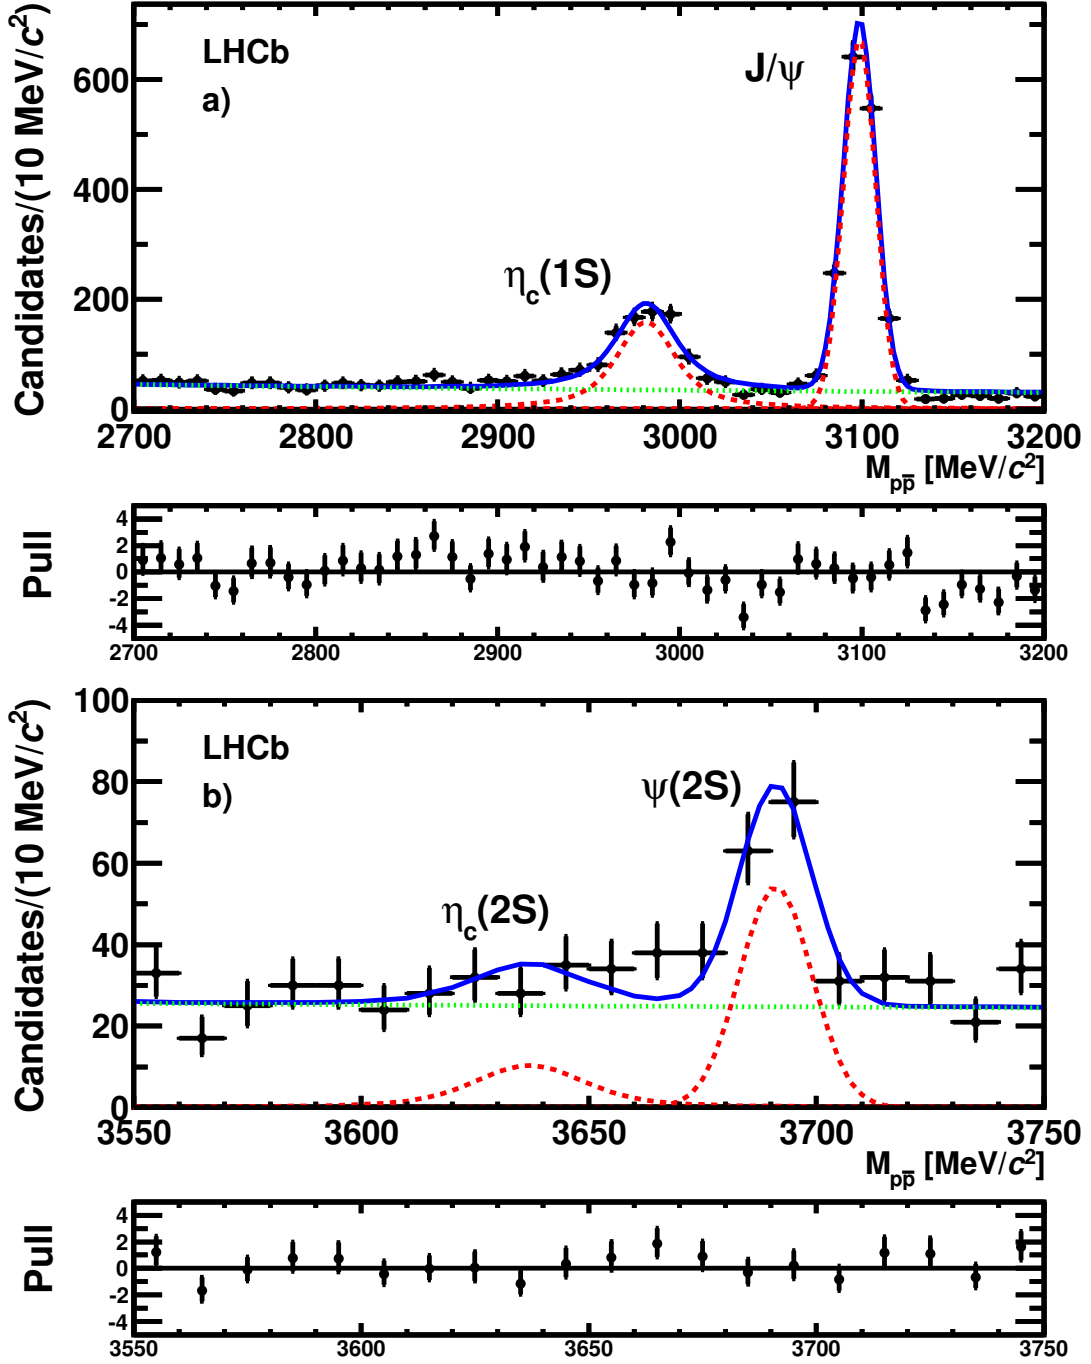 Candidates/(10 MeV/c²)
LHCb
a)
J/ψ
η_c(1S)
600
400
200
0
2700 2800 2900 3000 3100 3200
M_pp̅ [MeV/c²]
Pull
4
2
0
-2
-4
2700 2800 2900 3000 3100 3200
Candidates/(10 MeV/c²)
LHCb
b)
ψ(2S)
η_c(2S)
100
80
60
40
20
0
3550 3600 3650 3700 3750
M_pp̅ [MeV/c²]
Pull
4
2
0
-2
-4
3550 3600 3650 3700 3750